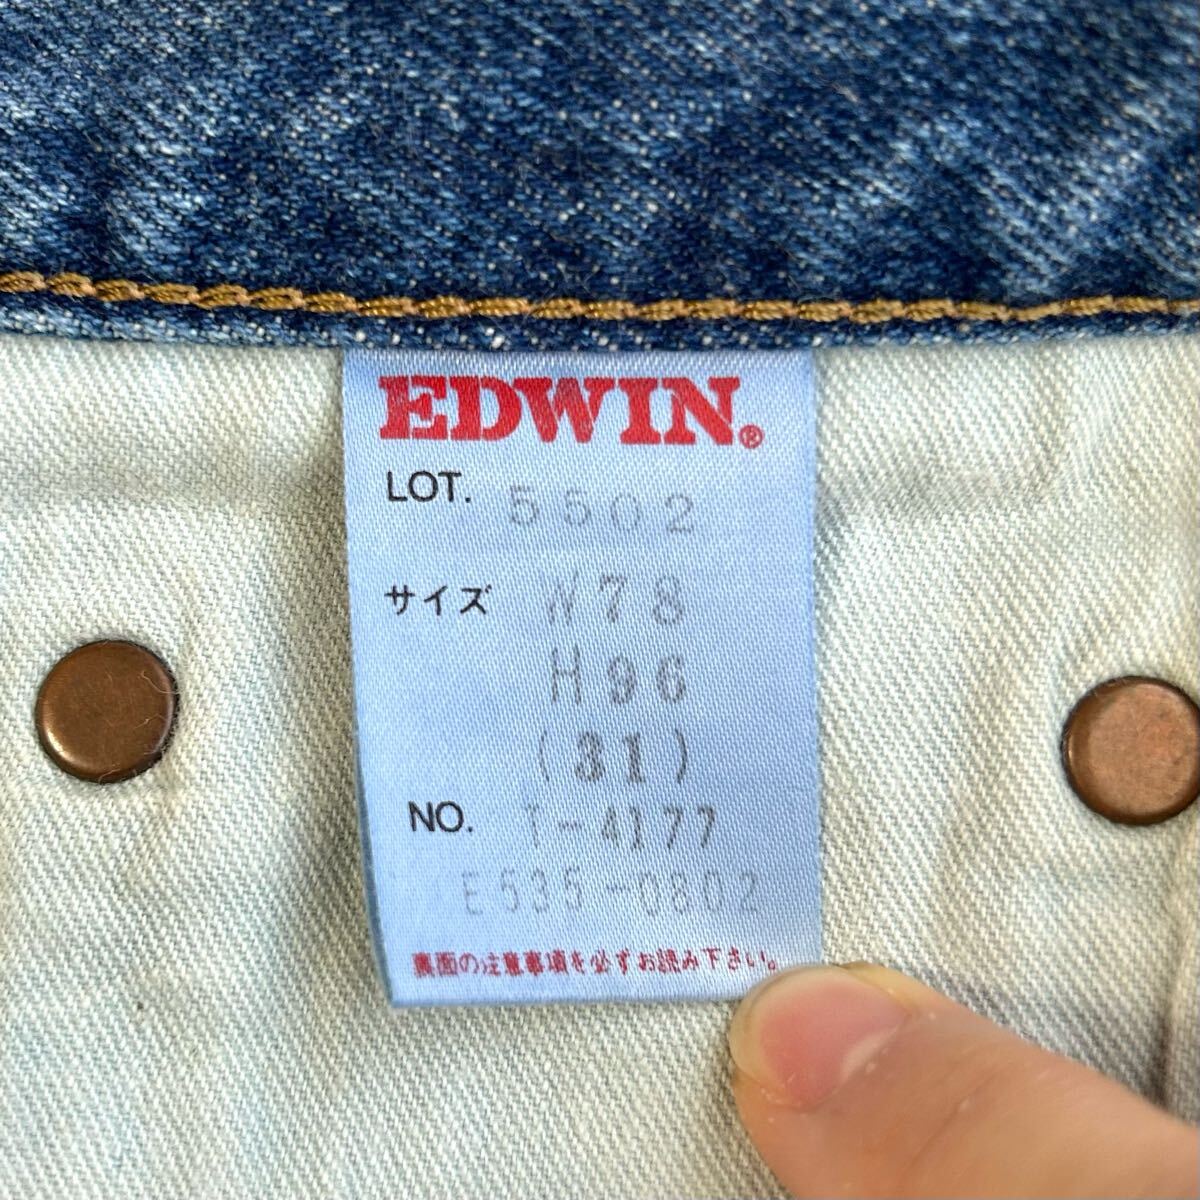 EDWIN®
LOT. 5502
サイズ W78
H96
(31)
NO. T-4177
E535-0802
裏面の注意事項を必ずお読み下さい。